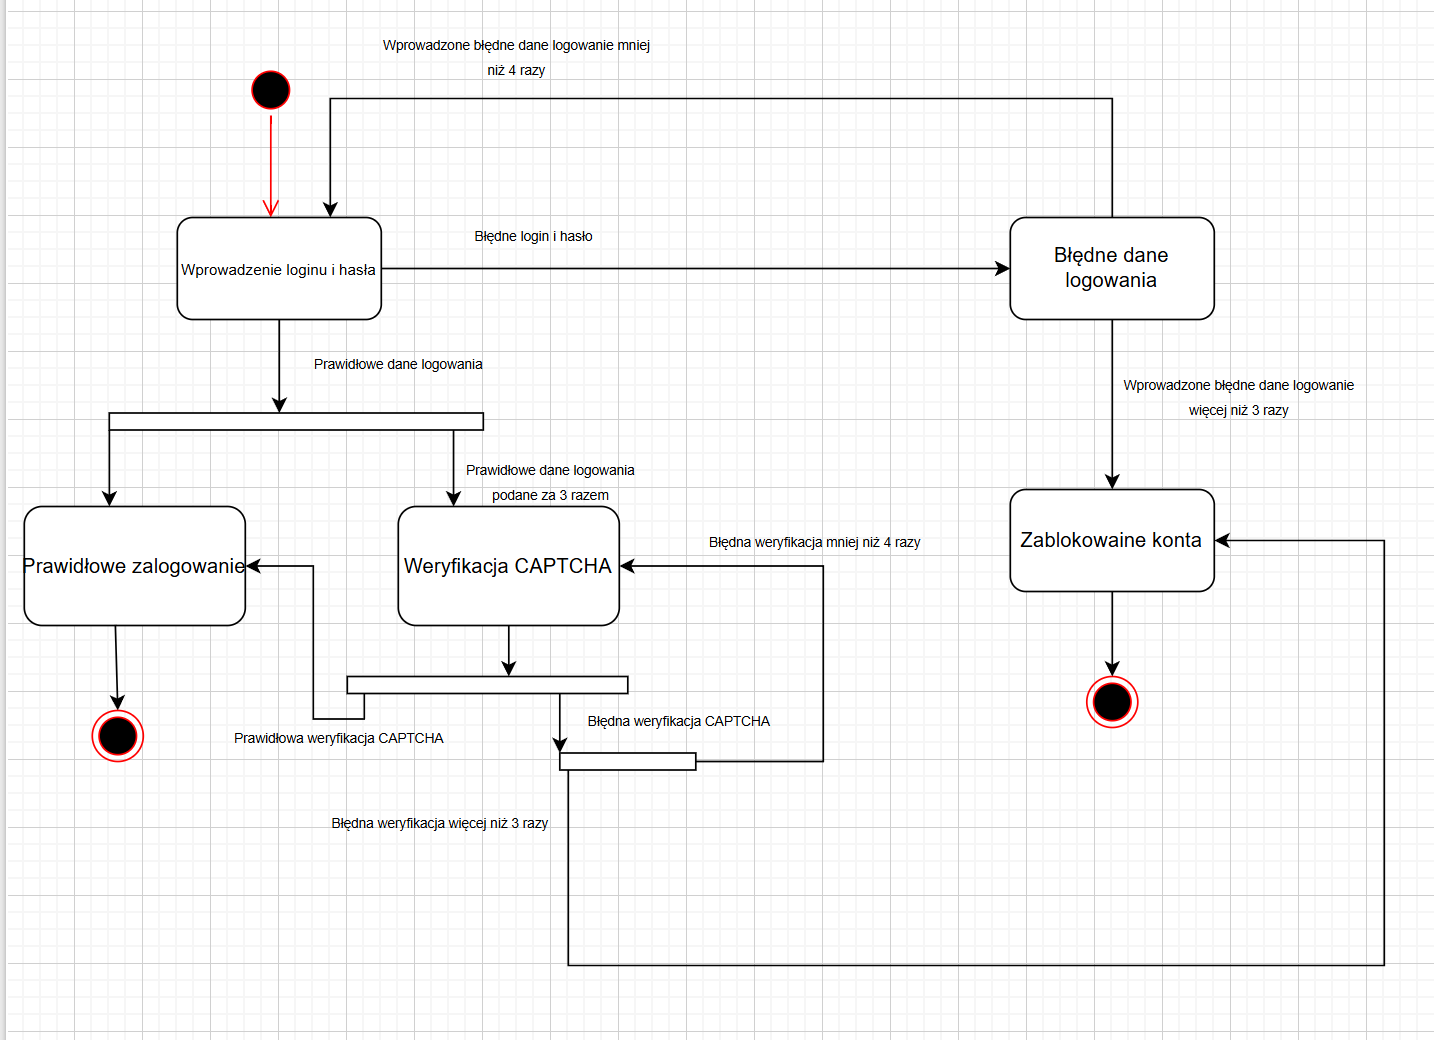 Wprowadzone błędne dane logowanie mniej
niż 4 razy
Błędne login i hasło
Wprowadzenie loginu i hasła
Błędne dane
logowania
Prawidłowe dane logowania
Wprowadzone błędne dane logowanie
więcej niż 3 razy
Prawidłowe dane logowania
podane za 3 razem
Prawidłowe zalogowanie
Weryfikacja CAPTCHA
Błędna weryfikacja mniej niż 4 razy
Zablokowaine konta
Prawidłowa weryfikacja CAPTCHA
Błędna weryfikacja CAPTCHA
Błędna weryfikacja więcej niż 3 razy